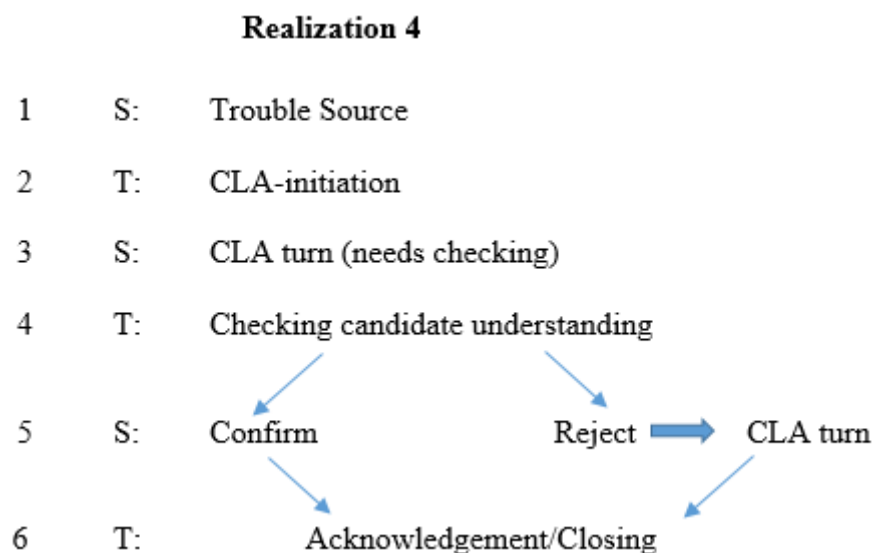 Realization 4
1 S: Trouble Source
2 T: CLA-initiation
3 S: CLA turn (needs checking)
4 T: Checking candidate understanding
5 S: Confirm Reject CLA turn
6 T: Acknowledgement/Closing